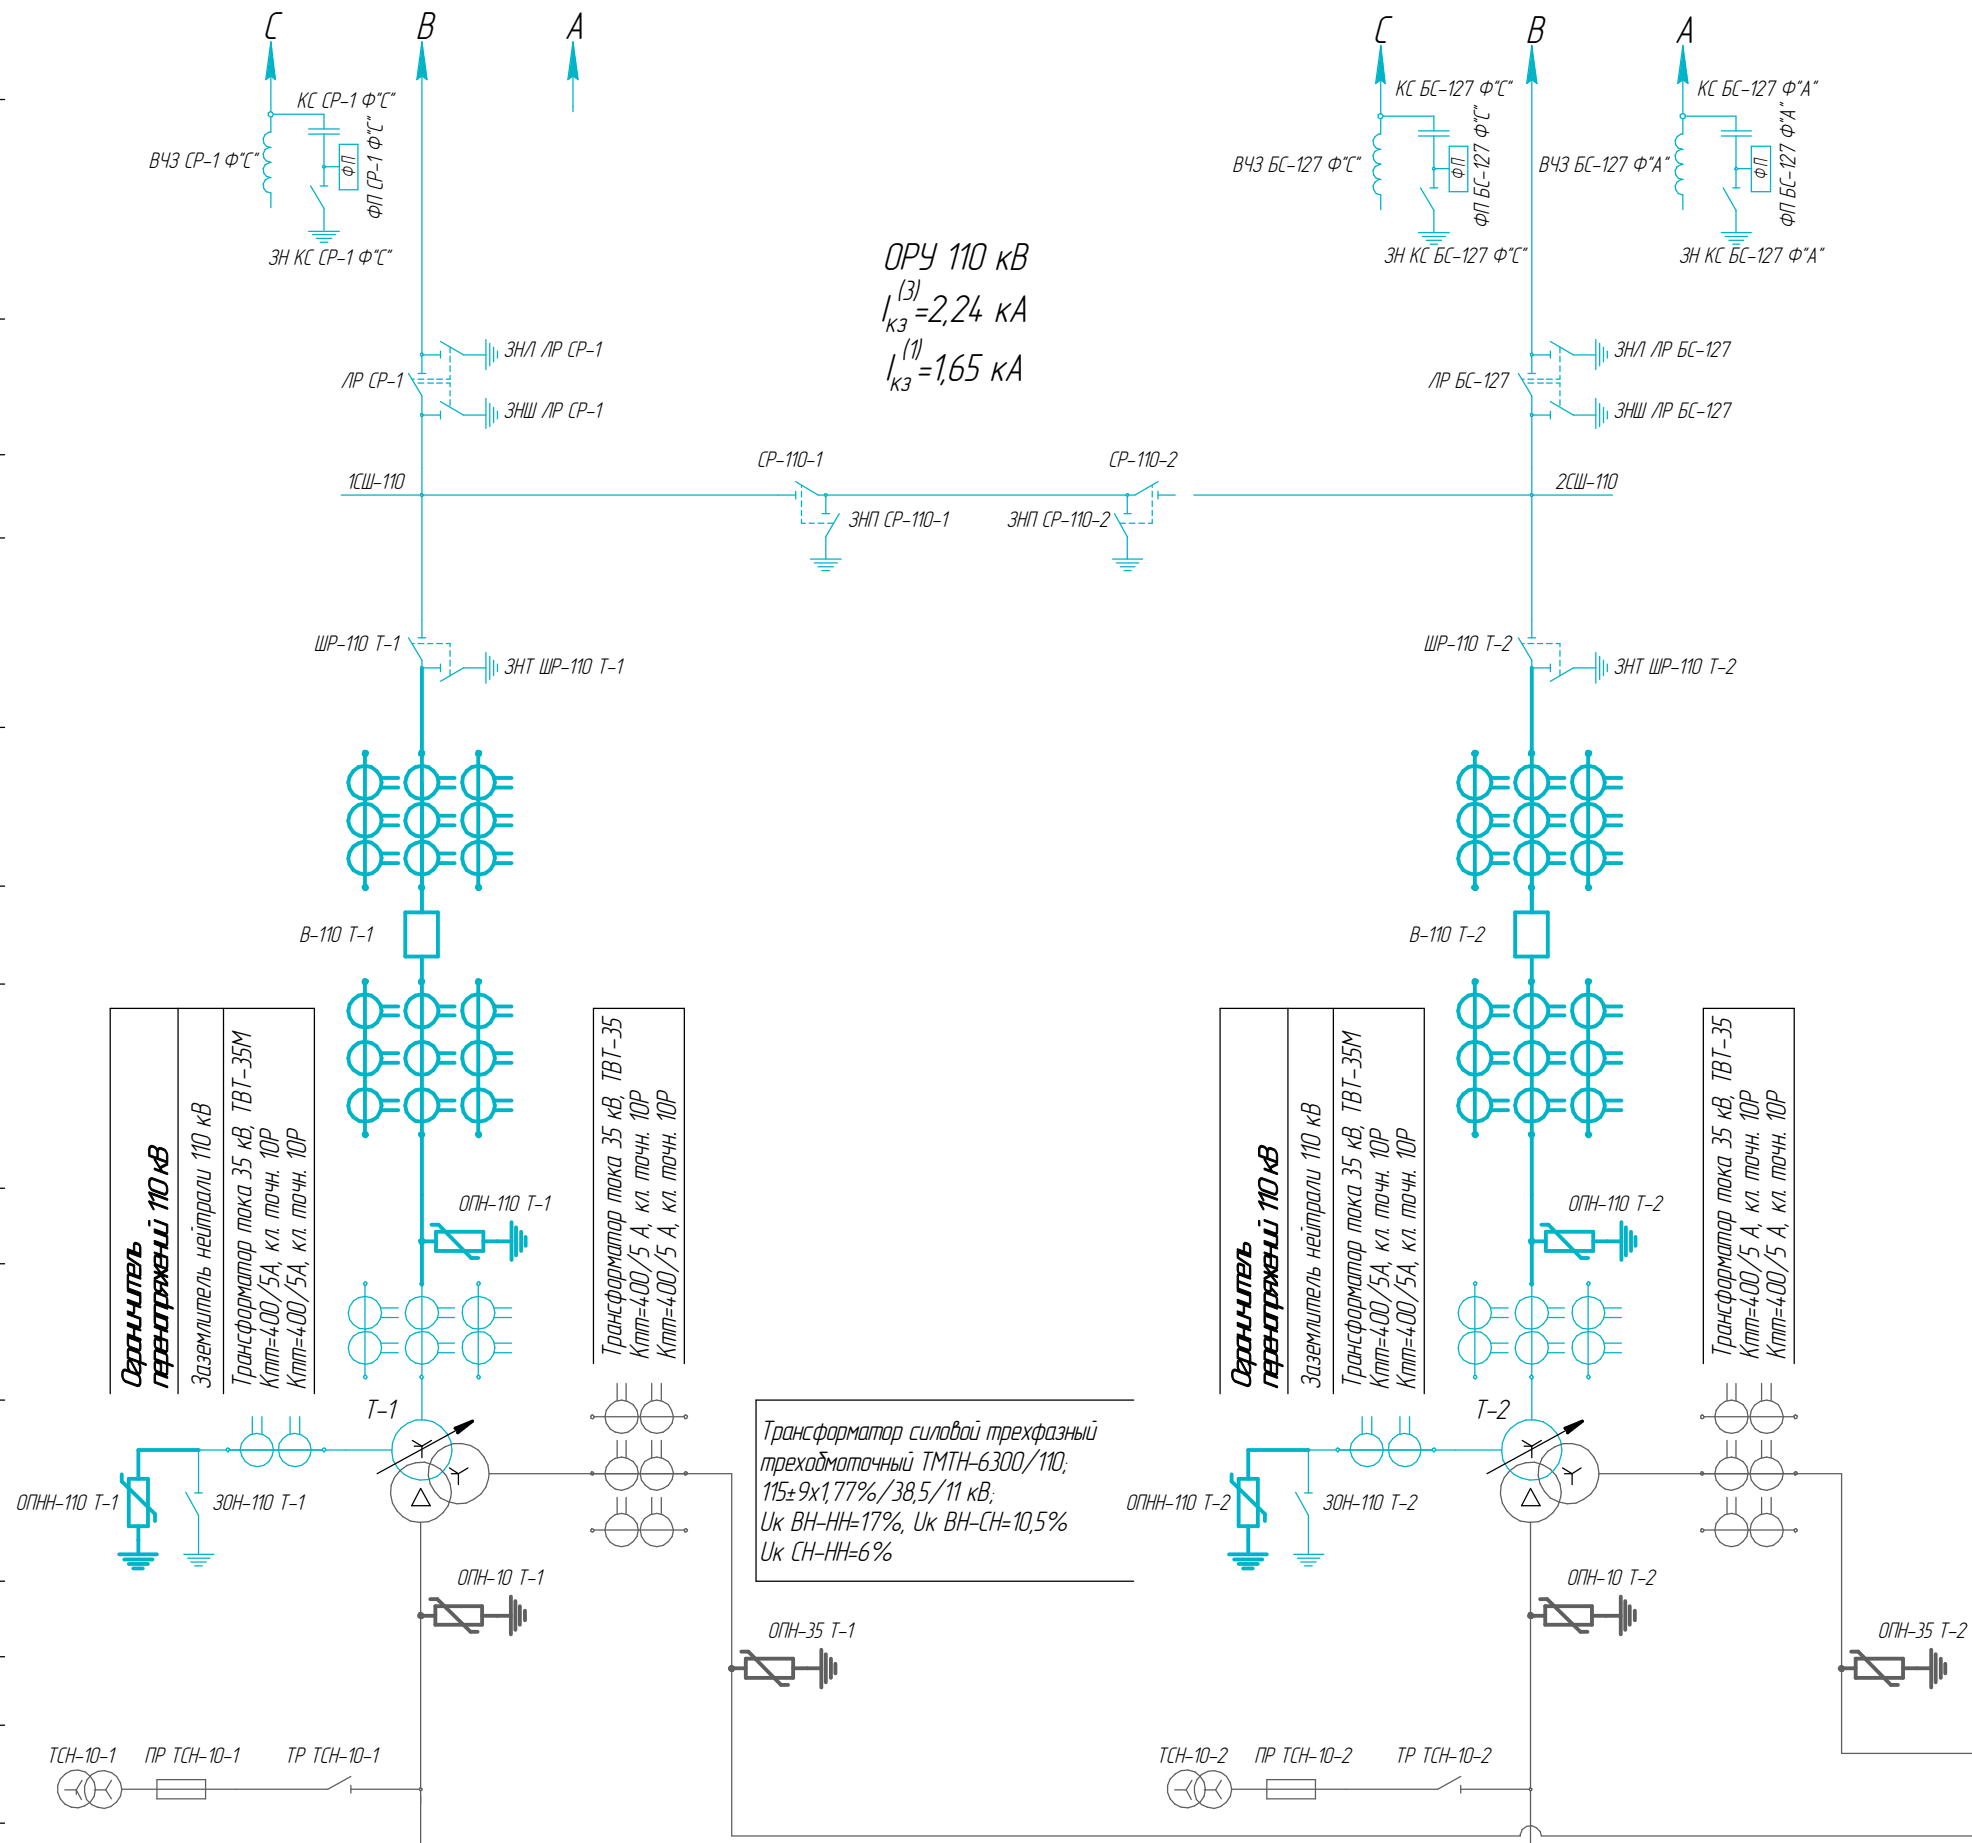 C
B
A
C
B
A
КС СР-1 Ф"С"
ВЧЗ СР-1 Ф"С"
ФП
ФП СР-1 Ф"С"
ЗН КС СР-1 Ф"С"
КС БС-127 Ф"С"
ВЧЗ БС-127 Ф"С"
ФП
ФП БС-127 Ф"С"
ЗН КС БС-127 Ф"С"
КС БС-127 Ф"А"
ВЧЗ БС-127 Ф"А"
ФП
ФП БС-127 Ф"А"
ЗН КС БС-127 Ф"А"
ОРУ 110 кВ
Iкз(3)=2,24 кА
Iкз(1)=1,65 кА
ЗНЛ ЛР СР-1
ЛР СР-1
ЗНШ ЛР СР-1
ЗНЛ ЛР БС-127
ЛР БС-127
ЗНШ ЛР БС-127
1СШ-110
СР-110-1
СР-110-2
2СШ-110
ЗНП СР-110-1
ЗНП СР-110-2
ШР-110 Т-1
ЗНТ ШР-110 Т-1
ШР-110 Т-2
ЗНТ ШР-110 Т-2
В-110 Т-1
В-110 Т-2
Ограничитель
перенапряжений 110 кВ
Заземлитель нейтрали 110 кВ
Трансформатор тока 35 кВ, ТВТ-35М
Ктт=400/5А, кл. точн. 10Р
Ктт=400/5А, кл. точн. 10Р
Трансформатор тока 35 кВ, ТВТ-35
Ктт=400/5 А, кл. точн. 10Р
Ктт=400/5 А, кл. точн. 10Р
Ограничитель
перенапряжений 110 кВ
Заземлитель нейтрали 110 кВ
Трансформатор тока 35 кВ, ТВТ-35М
Ктт=400/5А, кл. точн. 10Р
Ктт=400/5А, кл. точн. 10Р
Трансформатор тока 35 кВ, ТВТ-35
Ктт=400/5 А, кл. точн. 10Р
Ктт=400/5 А, кл. точн. 10Р
ОПН-110 Т-1
ОПН-110 Т-2
Т-1
Т-2
Трансформатор силовой трехфазный
трехобмоточный ТМТН-6300/110;
115±9х1,77%/38,5/11 кВ;
Uк ВН-НН=17%, Uк ВН-СН=10,5%
Uк СН-НН=6%
ОПНН-110 Т-1
ЗОН-110 Т-1
ОПНН-110 Т-2
ЗОН-110 Т-2
ОПН-10 Т-1
ОПН-35 Т-1
ОПН-10 Т-2
ОПН-35 Т-2
ТСН-10-1
ПР ТСН-10-1
ТР ТСН-10-1
ТСН-10-2
ПР ТСН-10-2
ТР ТСН-10-2